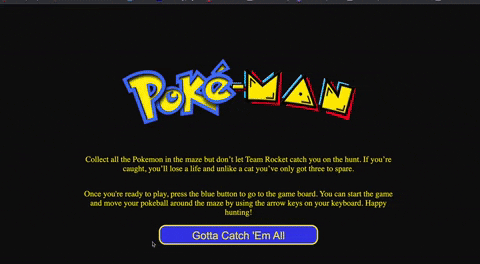 POKé-MAN
Collect all the Pokemon in the maze but don't let Team Rocket catch you on the hunt. If you're
caught, you'll lose a life and unlike a cat you've only got three to spare.
Once you're ready to play, press the blue button to go to the game board. You can start the game
and move your pokeball around the maze by using the arrow keys on your keyboard. Happy
hunting!
Gotta Catch 'Em All